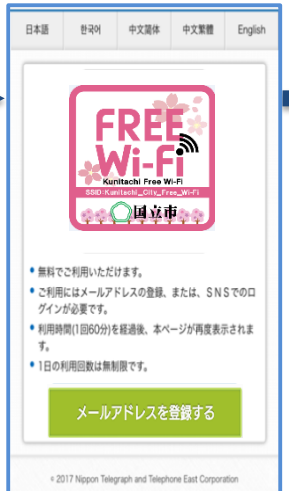 日本語 한국어 中文简体 中文繁體 English
FREE
Wi-Fi
Kunitachi Free Wi-Fi
SSID:Kunitachi_City_Free_Wi-Fi
国立市
• 無料でご利用いただけます。
• ご利用にはメールアドレスの登録、または、SNSでのロ
グインが必要です。
• 利用時間(1回60分)を経過後、本ページが再度表示されま
す。
• 1日の利用回数は無制限です。
メールアドレスを登録する
© 2017 Nippon Telegraph and Telephone East Corporation